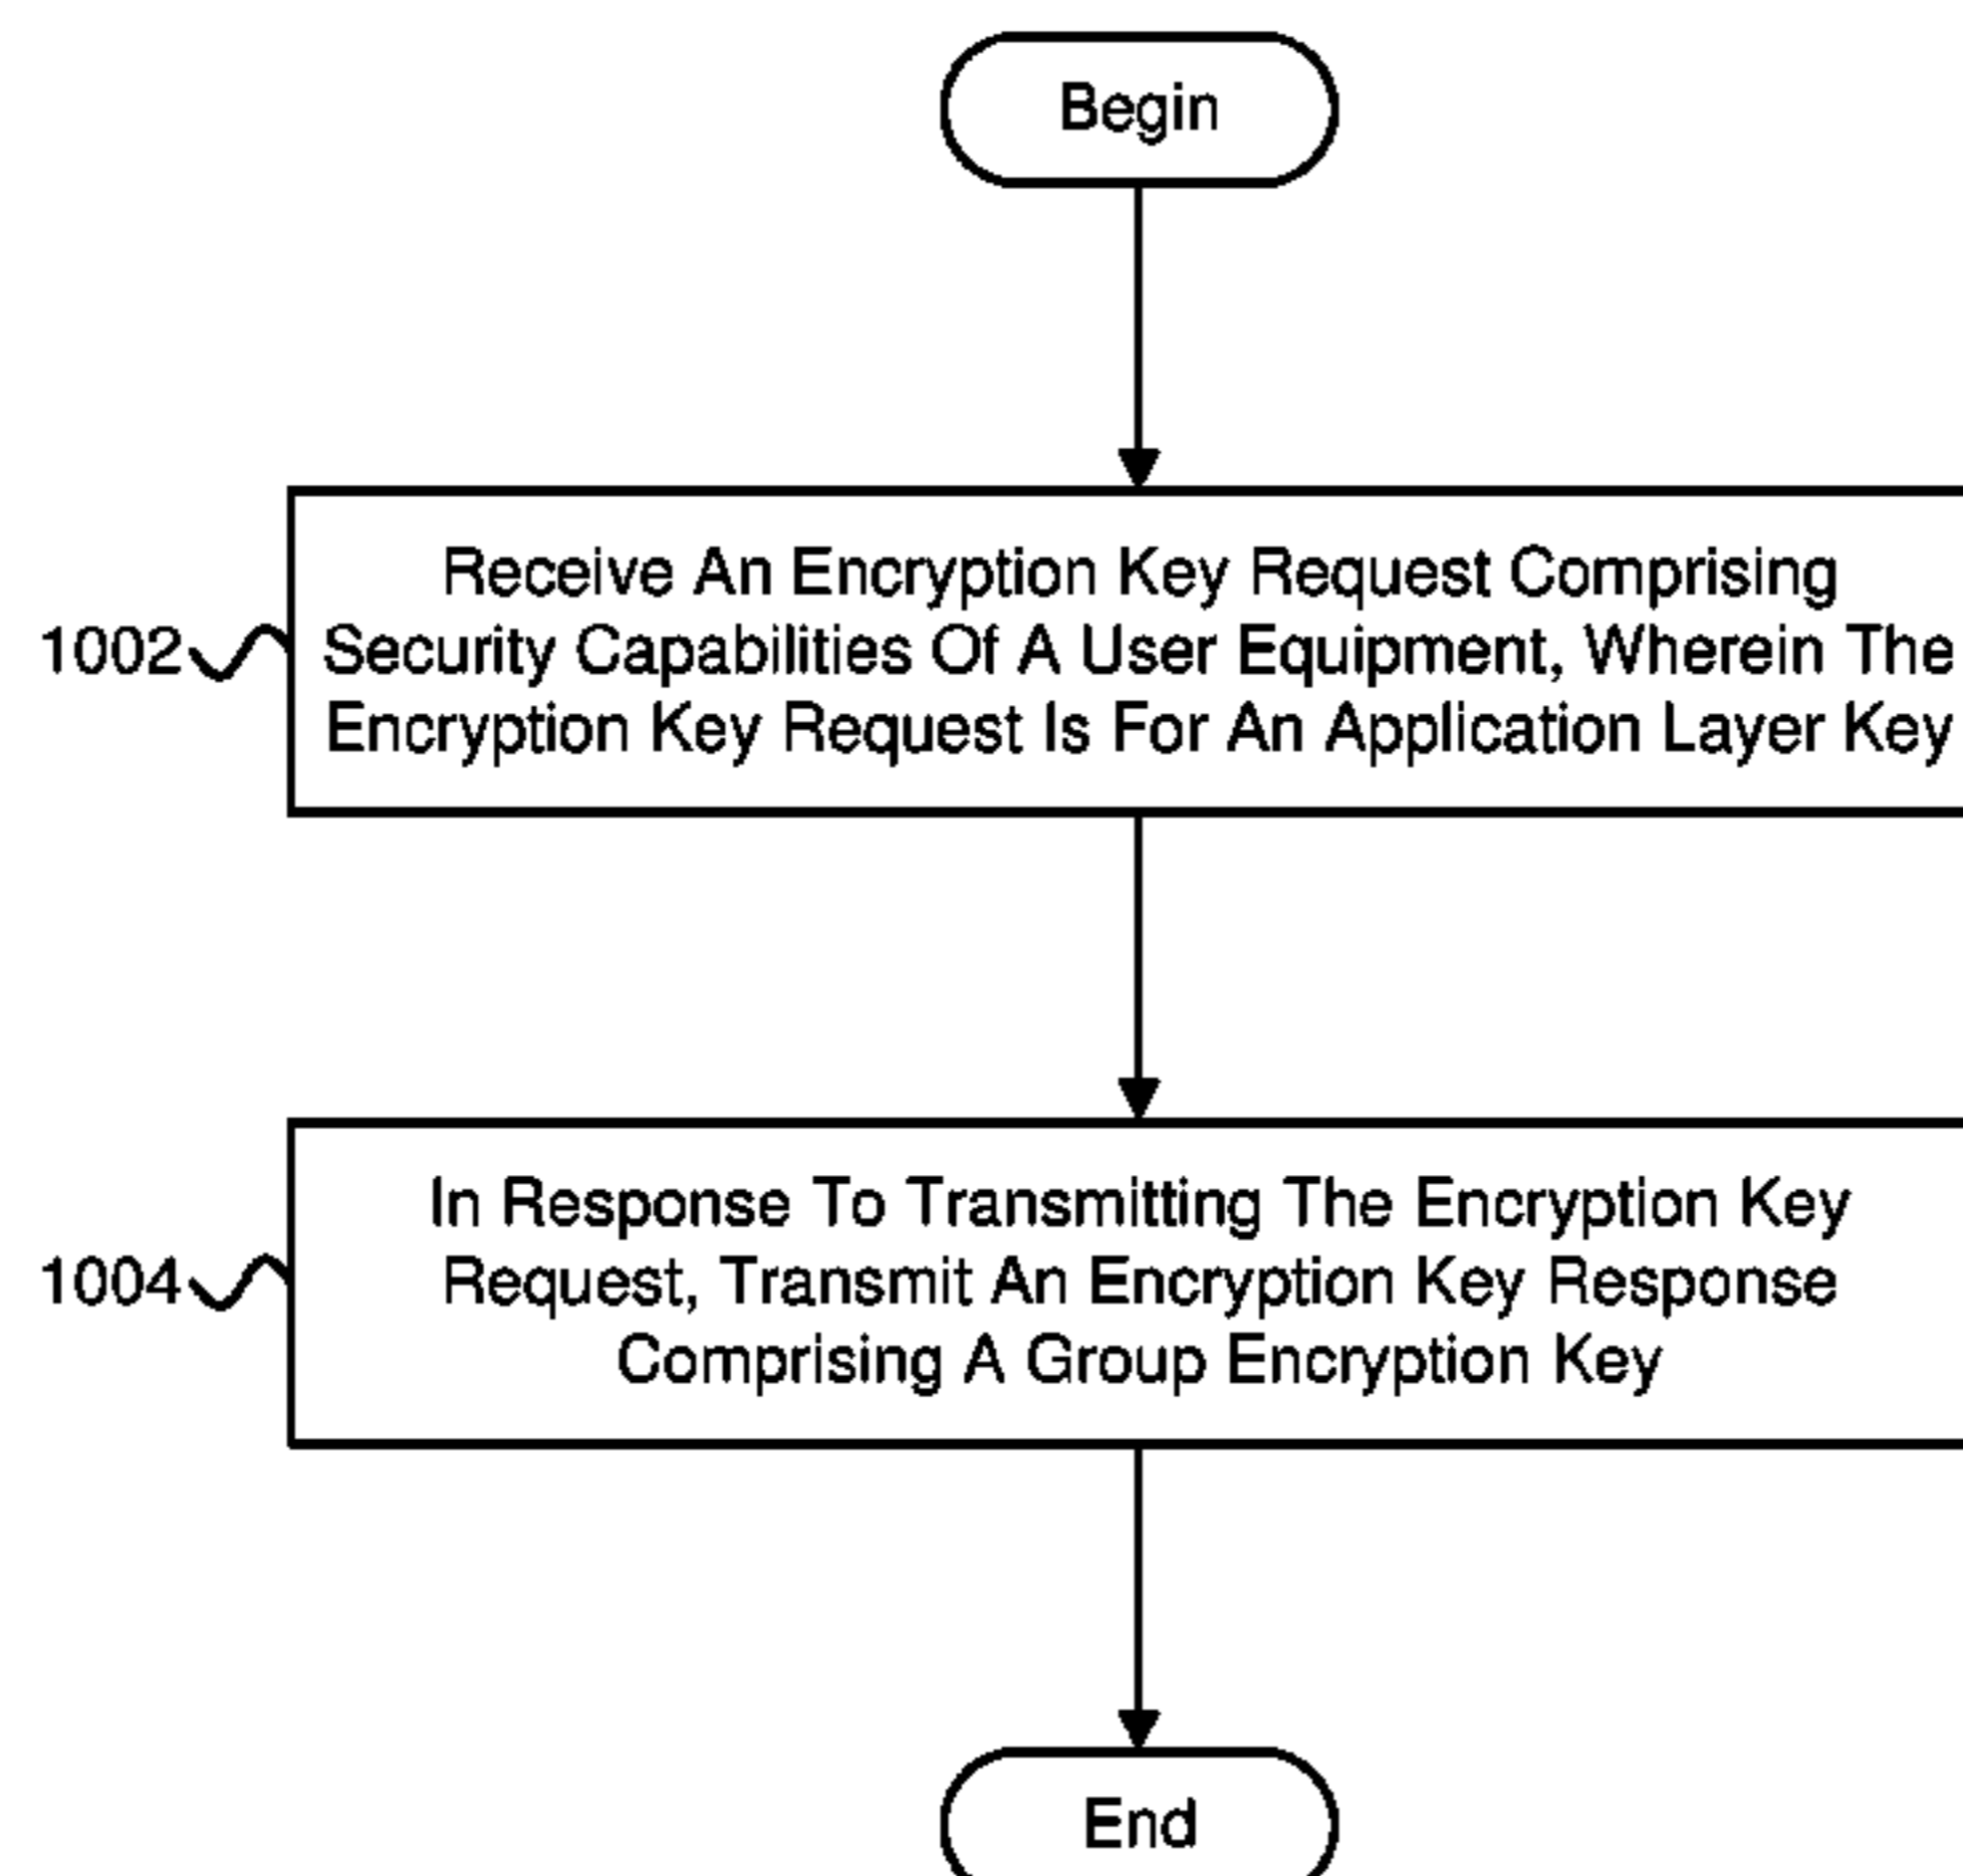 Begin
Receive An Encryption Key Request Comprising
1002 Security Capabilities Of A User Equipment, Wherein The
Encryption Key Request Is For An Application Layer Key
In Response To Transmitting The Encryption Key
1004 Request, Transmit An Encryption Key Response
Comprising A Group Encryption Key
End